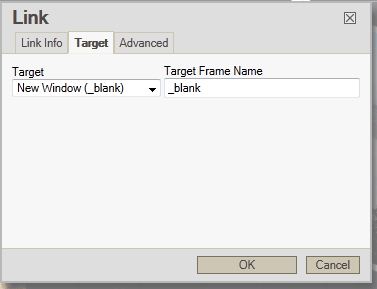 Link
Link Info Target Advanced
Target Target Frame Name
New Window (_blank) _blank
OK Cancel